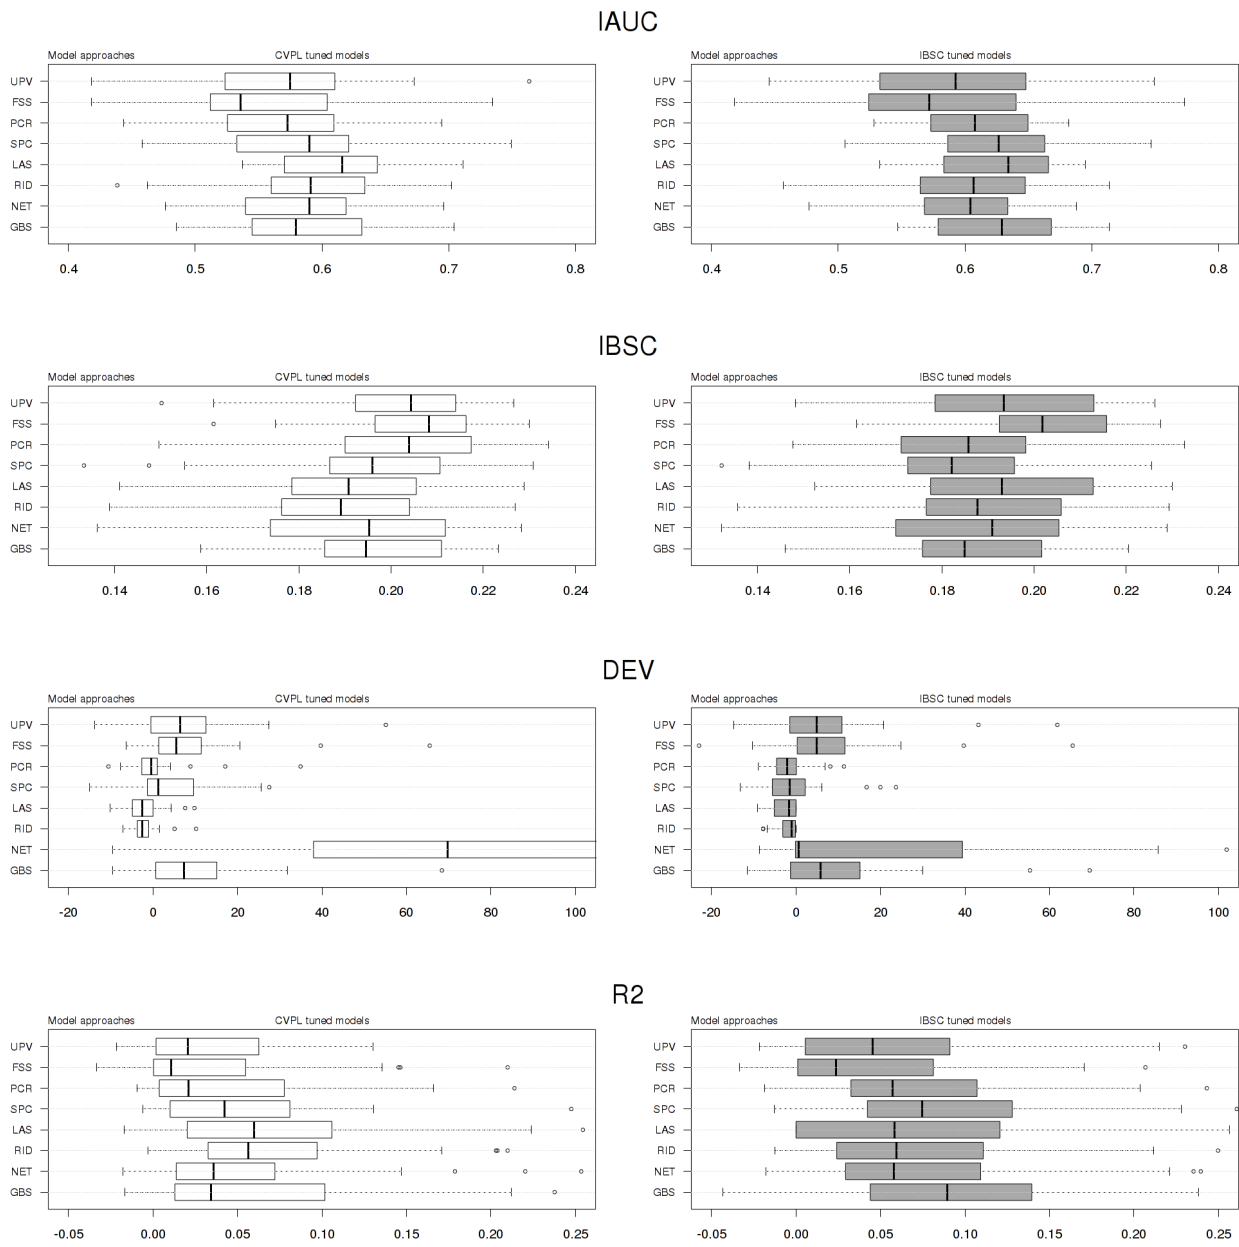 IAUC
Model approaches CVPL tuned models
UPV
FSS
PCR
SPC
LAS
RID
NET
GBS
0.4 0.5 0.6 0.7 0.8
Model approaches IBSC tuned models
UPV
FSS
PCR
SPC
LAS
RID
NET
GBS
0.4 0.5 0.6 0.7 0.8
IBSC
Model approaches CVPL tuned models
UPV
FSS
PCR
SPC
LAS
RID
NET
GBS
0.14 0.16 0.18 0.20 0.22 0.24
Model approaches IBSC tuned models
UPV
FSS
PCR
SPC
LAS
RID
NET
GBS
0.14 0.16 0.18 0.20 0.22 0.24
DEV
Model approaches CVPL tuned models
UPV
FSS
PCR
SPC
LAS
RID
NET
GBS
-20 0 20 40 60 80 100
Model approaches IBSC tuned models
UPV
FSS
PCR
SPC
LAS
RID
NET
GBS
-20 0 20 40 60 80 100
R2
Model approaches CVPL tuned models
UPV
FSS
PCR
SPC
LAS
RID
NET
GBS
-0.05 0.00 0.05 0.10 0.15 0.20 0.25
Model approaches IBSC tuned models
UPV
FSS
PCR
SPC
LAS
RID
NET
GBS
-0.05 0.00 0.05 0.10 0.15 0.20 0.25